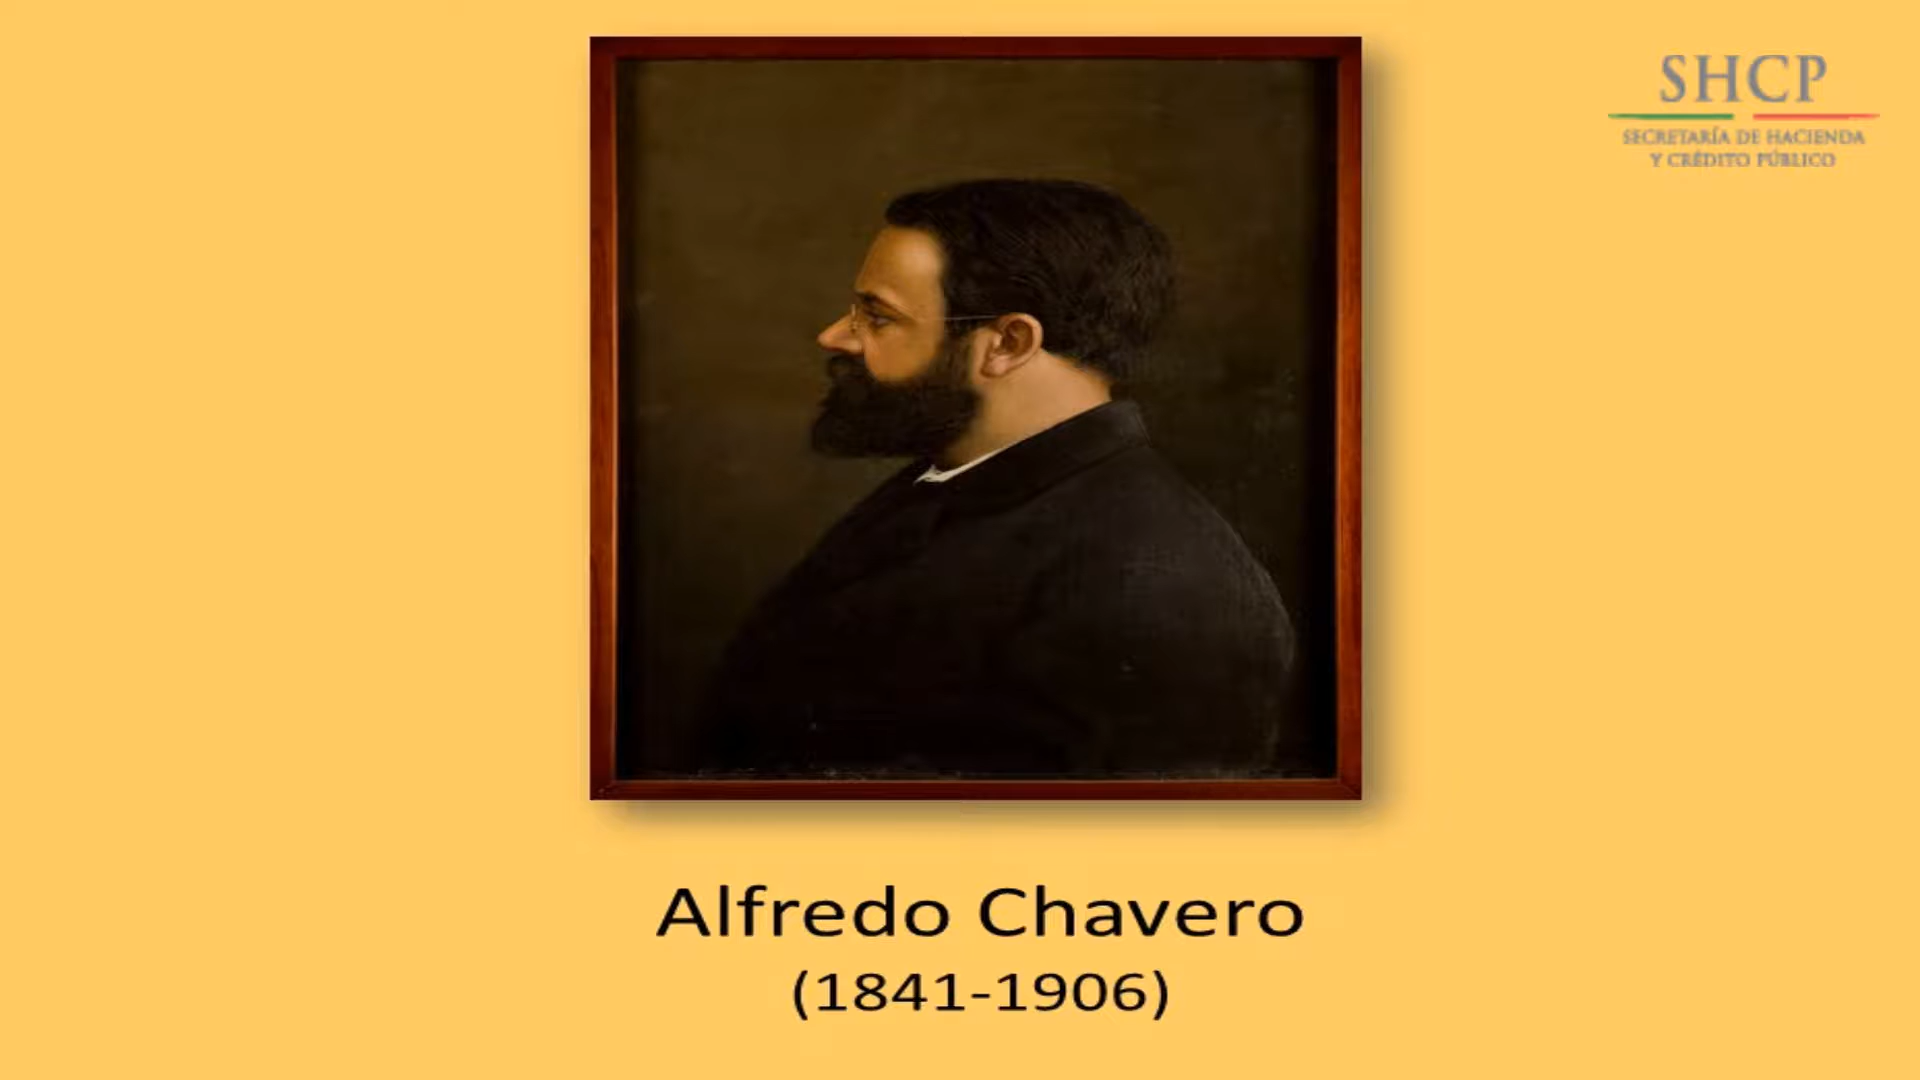 SHCP
SECRETARÍA DE HACIENDA
Y CRÉDITO PÚBLICO
Alfredo Chavero
(1841-1906)